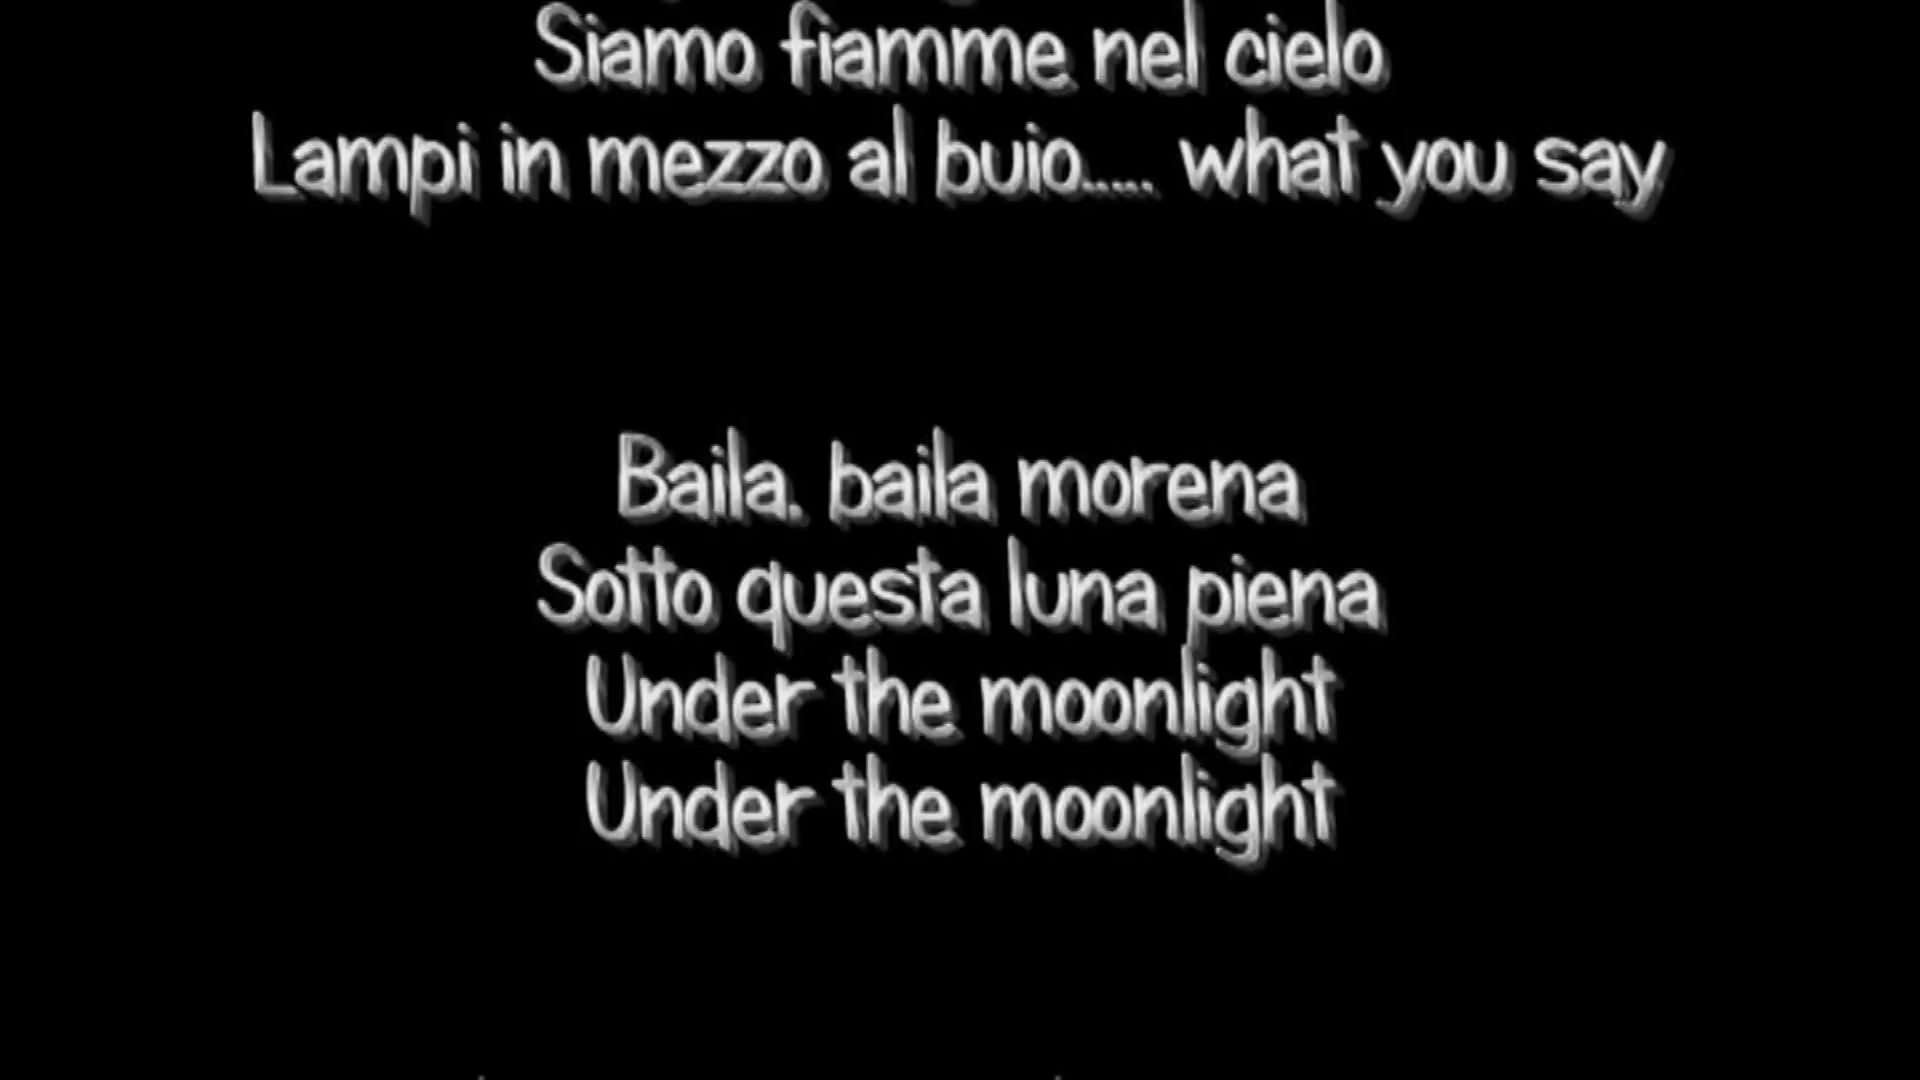 Siamo fiamme nel cielo
Lampi in mezzo al buio..... what you say
Baila. baila morena
Sotto questa luna piena
Under the moonlight
Under the moonlight